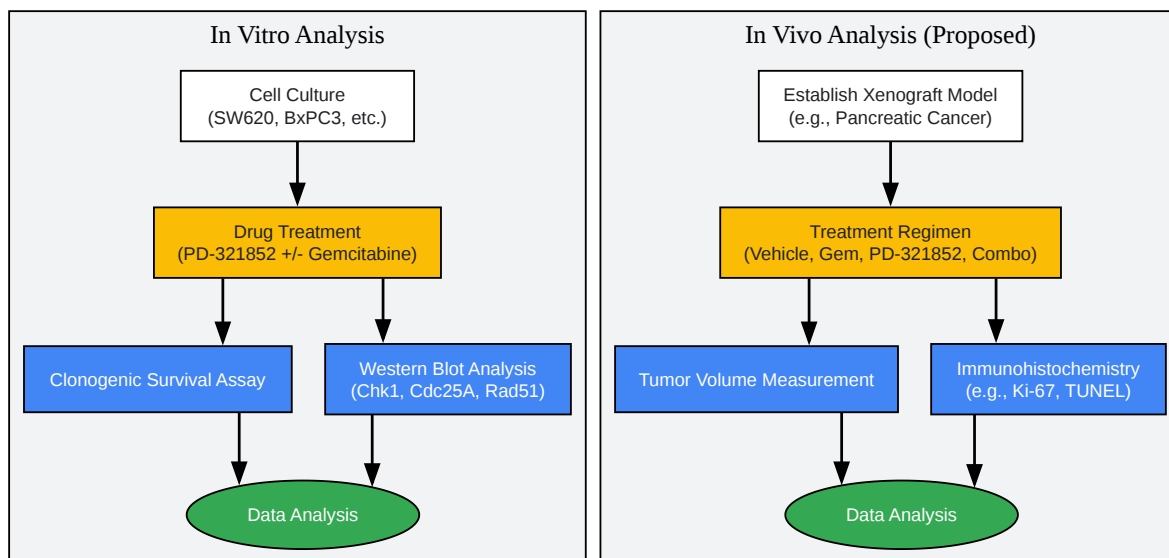 In Vitro Analysis
Cell Culture
(SW620, BxPC3, etc.)
Drug Treatment
(PD-321852 +/- Gemcitabine)
Clonogenic Survival Assay
Western Blot Analysis
(Chk1, Cdc25A, Rad51)
Data Analysis
In Vivo Analysis (Proposed)
Establish Xenograft Model
(e.g., Pancreatic Cancer)
Treatment Regimen
(Vehicle, Gem, PD-321852, Combo)
Tumor Volume Measurement
Immunohistochemistry
(e.g., Ki-67, TUNEL)
Data Analysis